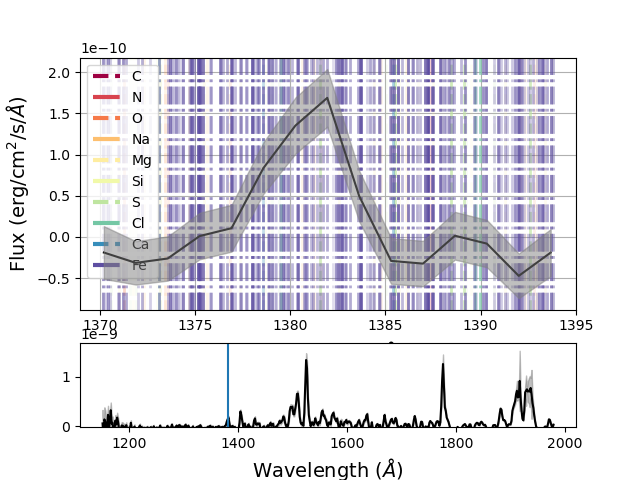 1e−10
Flux (erg/cm²/s/Å)
2.0
1.5
1.0
0.5
0.0
−0.5
C
N
O
Na
Mg
Si
S
Cl
Ca
Fe
1370 1375 1380 1385 1390 1395
1e−9
1
0
1200 1400 1600 1800 2000
Wavelength (Å)